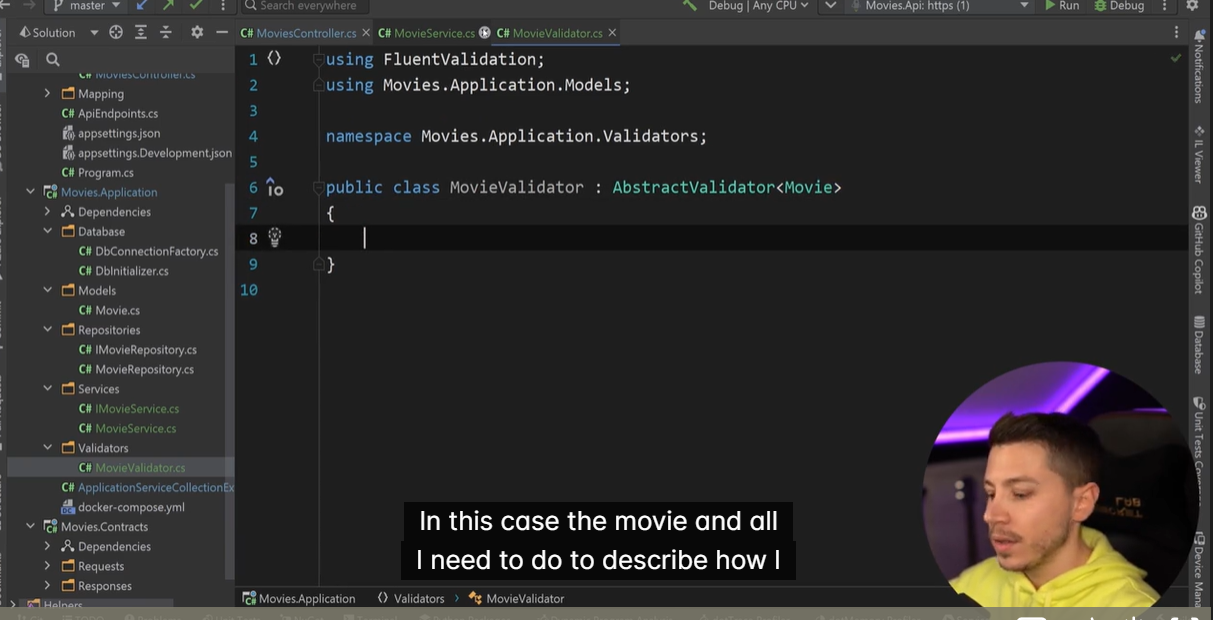 master
Search everywhere
Debug | Any CPU
Movies.Api: https (1)
Run
Debug
Solution
MoviesController.cs
Mapping
ApiEndpoints.cs
appsettings.json
appsettings.Development.json
Program.cs
Movies.Application
Dependencies
Database
C# DbConnectionFactory.cs
C# DbInitializer.cs
Models
C# Movie.cs
Repositories
C# IMovieRepository.cs
C# MovieRepository.cs
Services
C# IMovieService.cs
C# MovieService.cs
Validators
C# MovieValidator.cs
C# ApplicationServiceCollectionEx
docker-compose.yml
Movies.Contracts
Dependencies
Requests
Responses
Helpers
C# MoviesController.cs
C# MovieService.cs
C# MovieValidator.cs
1 using FluentValidation;
2 using Movies.Application.Models;
3
4 namespace Movies.Application.Validators;
5
6 public class MovieValidator : AbstractValidator<Movie>
7 {
8
9 }
10
In this case the movie and all
I need to do to describe how I
Movies.Application
Validators
MovieValidator
Notifications
IL Viewer
GitHub Copilot
Database
Unit Tests
Device Mana